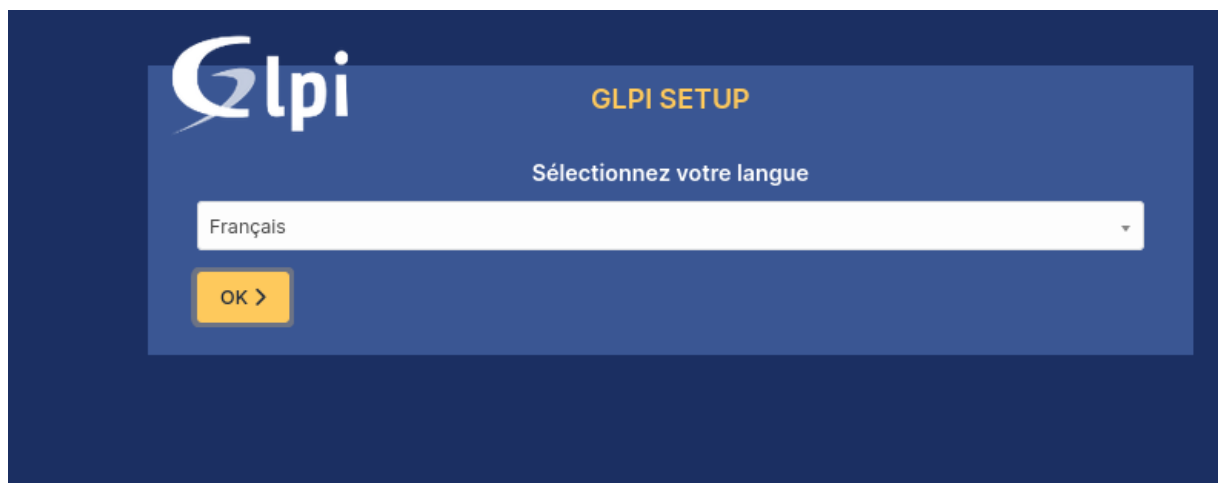 Glpi
GLPI SETUP
Sélectionnez votre langue
Français
OK